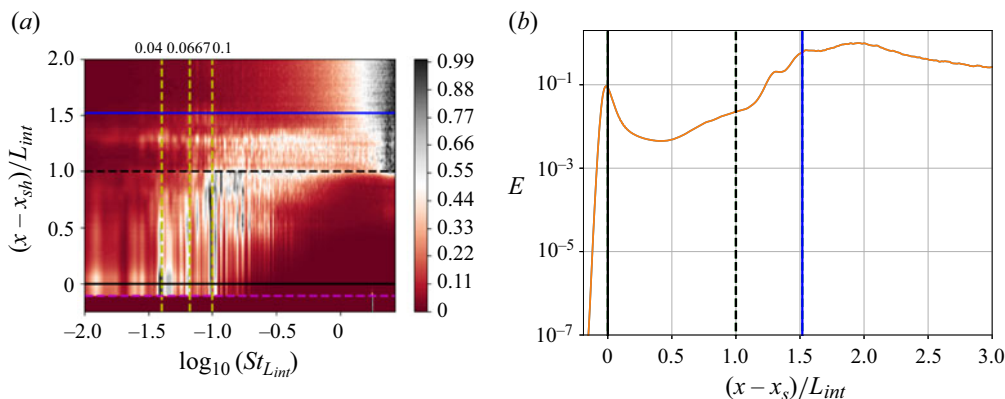 (a)
0.04 0.0667 0.1
2.0
1.5
1.0
0.5
0
(x – x_sh)/L_int
–2.0 –1.5 –1.0 –0.5 0
log10 (St_L_int)
0.99
0.88
0.77
0.66
0.55
0.44
0.33
0.22
0.11
0
(b)
10^–1
10^–3
E
10^–5
10^–7
0 0.5 1.0 1.5 2.0 2.5 3.0
(x – x_s)/L_int